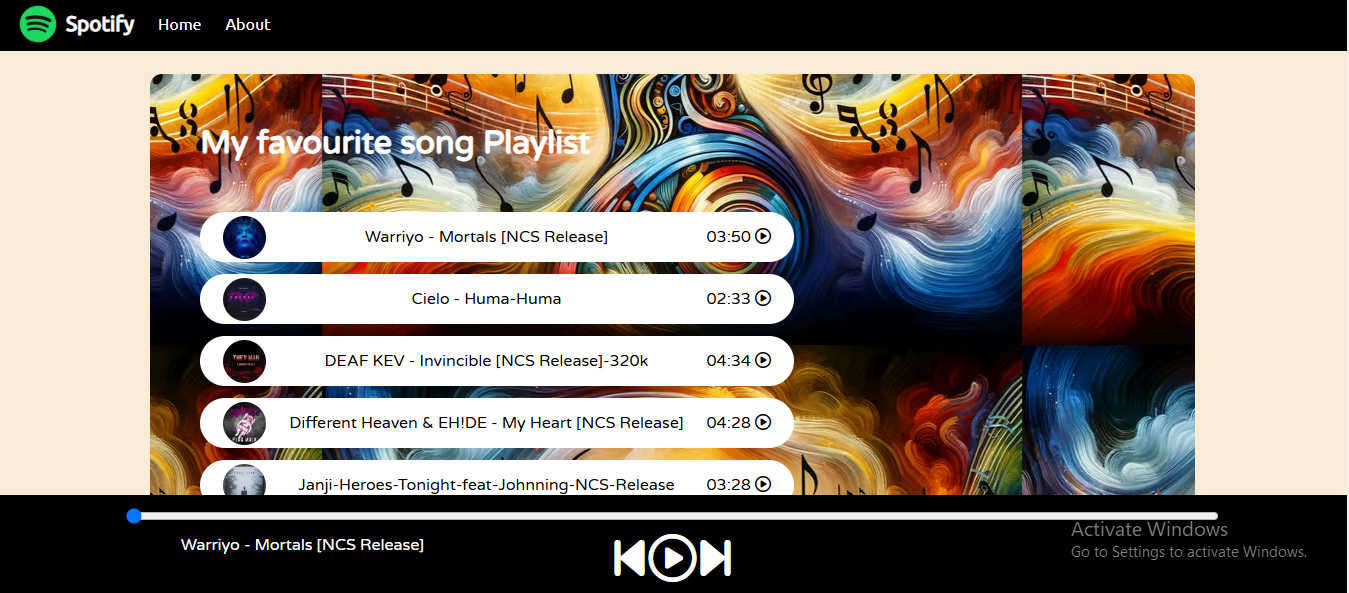 Spotify Home About
My favourite song Playlist
Warriyo - Mortals [NCS Release] 03:50
Cielo - Huma-Huma 02:33
DEAF KEV - Invincible [NCS Release]-320k 04:34
Different Heaven & EH!DE - My Heart [NCS Release] 04:28
Janji-Heroes-Tonight-feat-Johnning-NCS-Release 03:28
Activate Windows
Warriyo - Mortals [NCS Release]
Go to Settings to activate Windows.